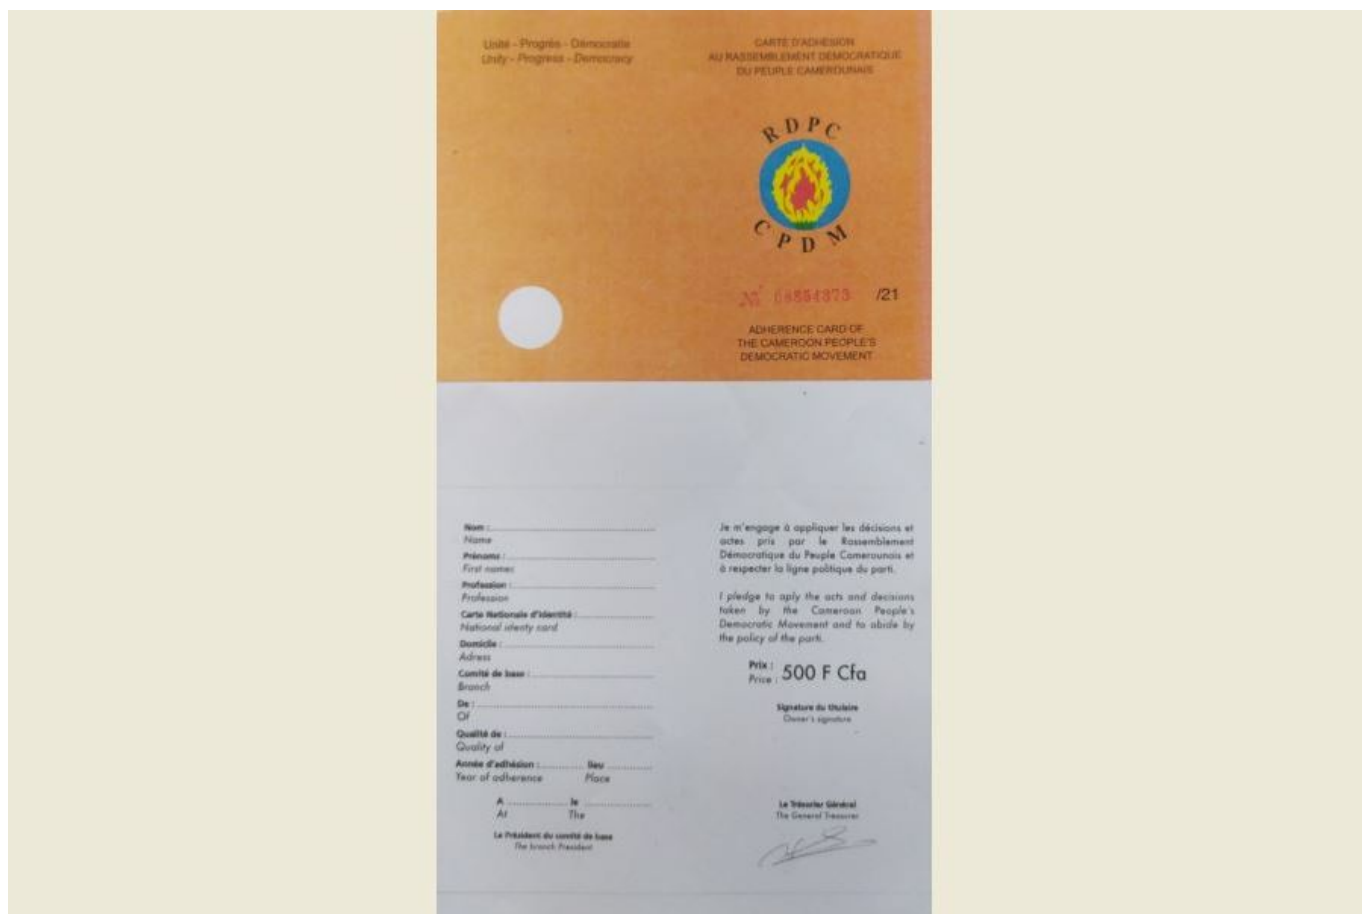 Unité - Progrès - Démocratie
Unity - Progress - Democracy
CARTE D'ADHESION
AU RASSEMBLEMENT DEMOCRATIQUE
DU PEUPLE CAMEROUNAIS
RDPC
CPDM
/21
ADHERENCE CARD OF
THE CAMEROON PEOPLE'S
DEMOCRATIC MOVEMENT
Nom :
Name
Prénoms :
First names
Profession :
Profession
Carte Nationale d'identité :
National identy card
Domicile :
Adress
Comité de base :
Branch
De :
Of
Qualité de :
Quality of
Année d'adhésion : lieu
Year of adherence Place
A le
At The
Le Président du comité de base
The branch President
Je m'engage à appliquer les décisions et
actes pris par le Rassemblement
Démocratique du Peuple Camerounais et
à respecter la ligne politique du parti.
I pledge to aply the acts and decisions
taken by the Cameroon People's
Democratic Movement and to abide by
the policy of the parti.
Prix :
Price : 500 F Cfa
Signature du titulaire
Owner's signature
Le Trésorier Général
The General Treasurer